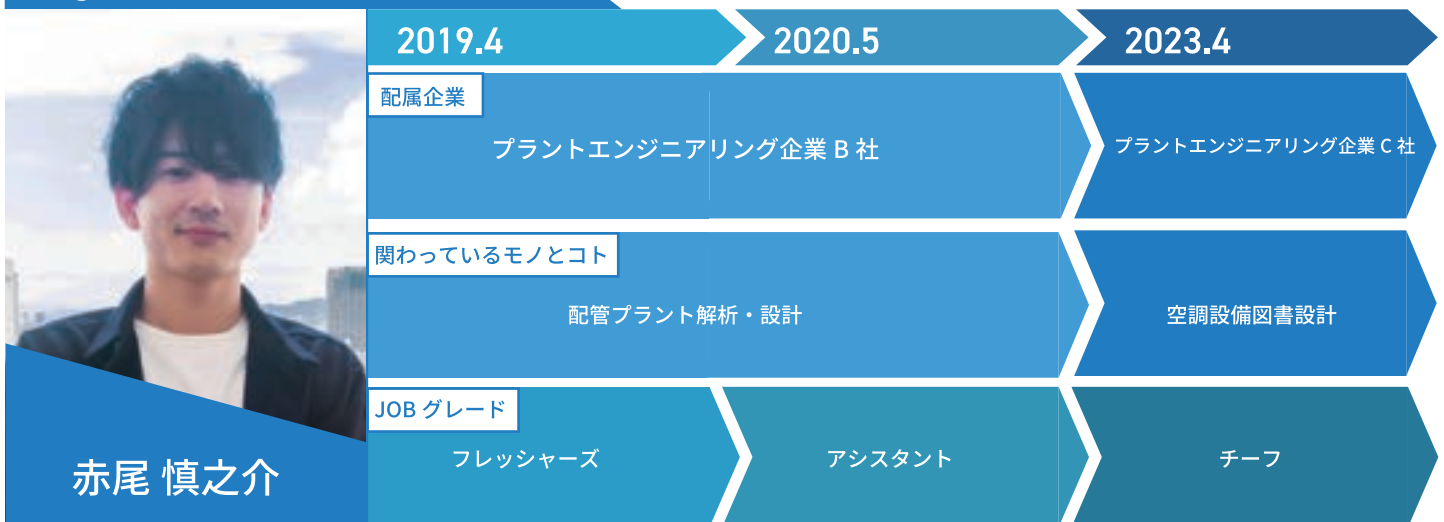 2019.4
2020.5
2023.4
配属企業
プラントエンジニアリング企業 B 社
プラントエンジニアリング企業 C 社
関わっているモノとコト
配管プラント解析・設計
空調設備図書設計
JOB グレード
フレッシャーズ
アシスタント
チーフ
赤尾 慎之介